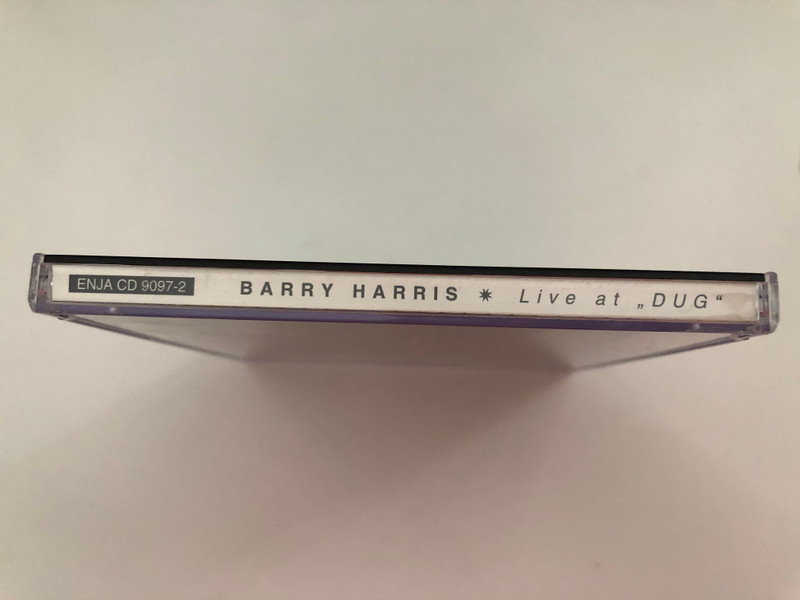 ENJA CD 9097-2 BARRY HARRIS ✷ Live at „DUG“